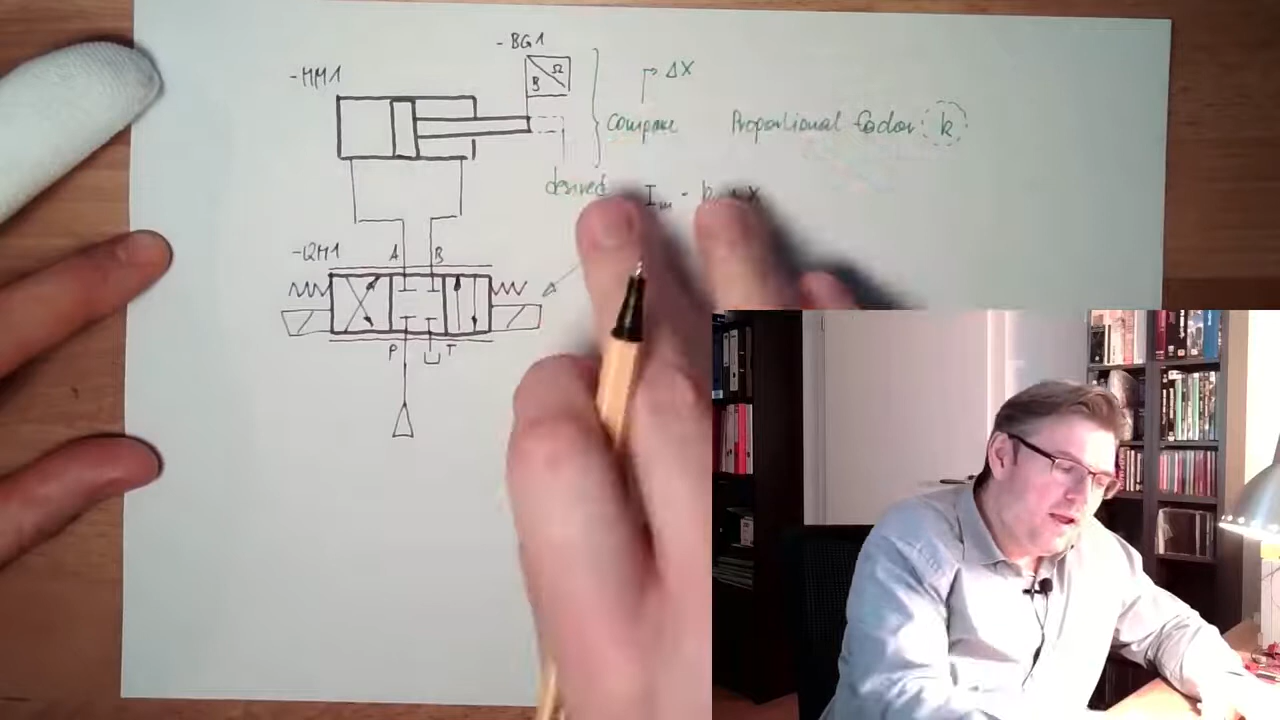 -BG1
-MM1
B Ω
ΔX
Compare
Proportional factor k
desired
-QM1
A B
P T